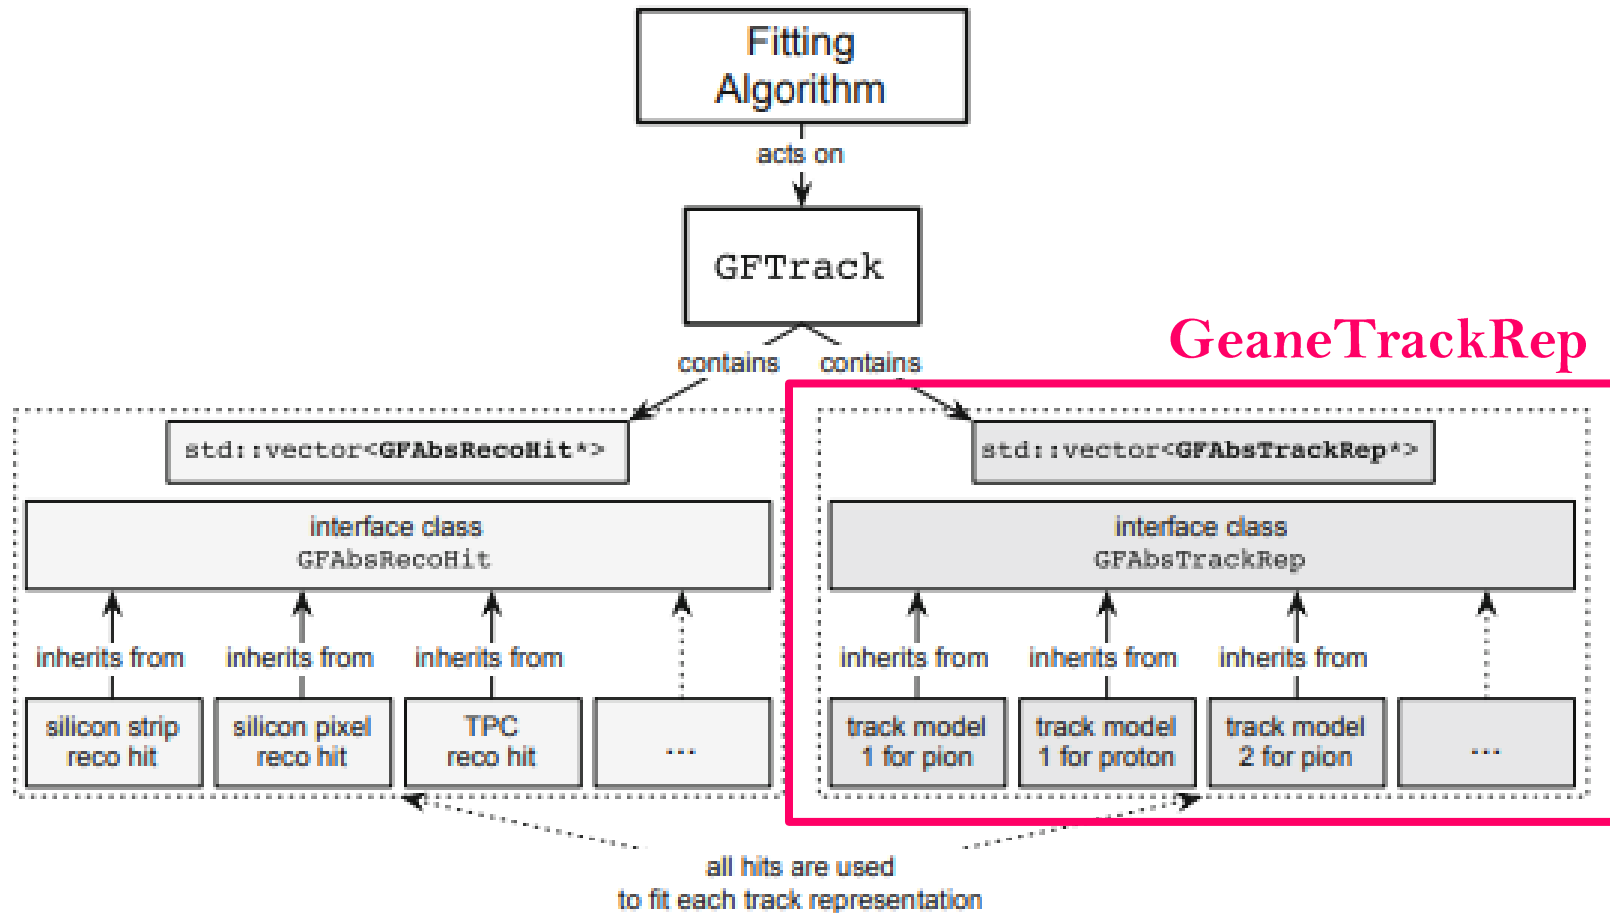 Fitting
Algorithm
acts on
GFTrack
GeaneTrackRep
contains
contains
std::vector<GFAbsRecoHit*>
std::vector<GFAbsTrackRep*>
interface class
GFAbsRecoHit
interface class
GFAbsTrackRep
inherits from
inherits from
inherits from
inherits from
inherits from
inherits from
silicon strip
reco hit
silicon pixel
reco hit
TPC
reco hit
...
track model
1 for pion
track model
1 for proton
track model
2 for pion
...
all hits are used
to fit each track representation